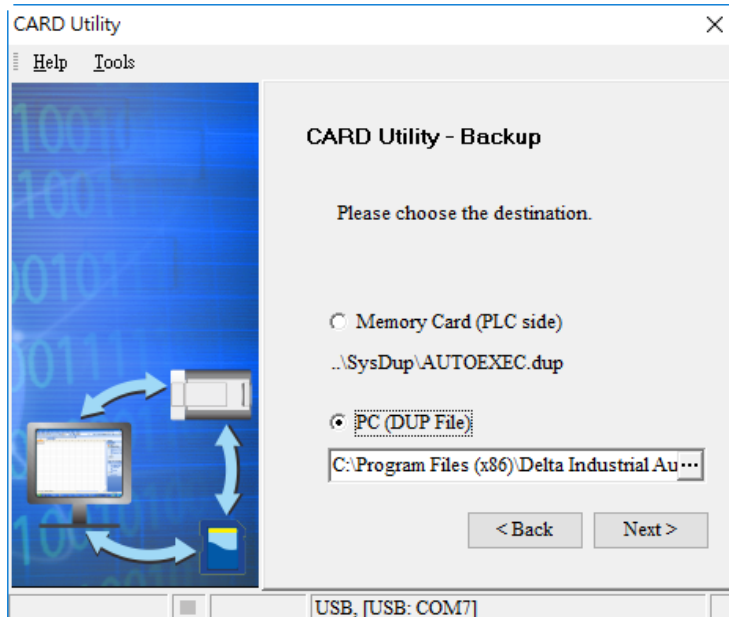 CARD Utility
Help Tools
CARD Utility - Backup
Please choose the destination.
Memory Card (PLC side)
..\SysDup\AUTOEXEC.dup
PC (DUP File)
C:\Program Files (x86)\Delta Industrial Au ...
< Back Next >
USB, [USB: COM7]